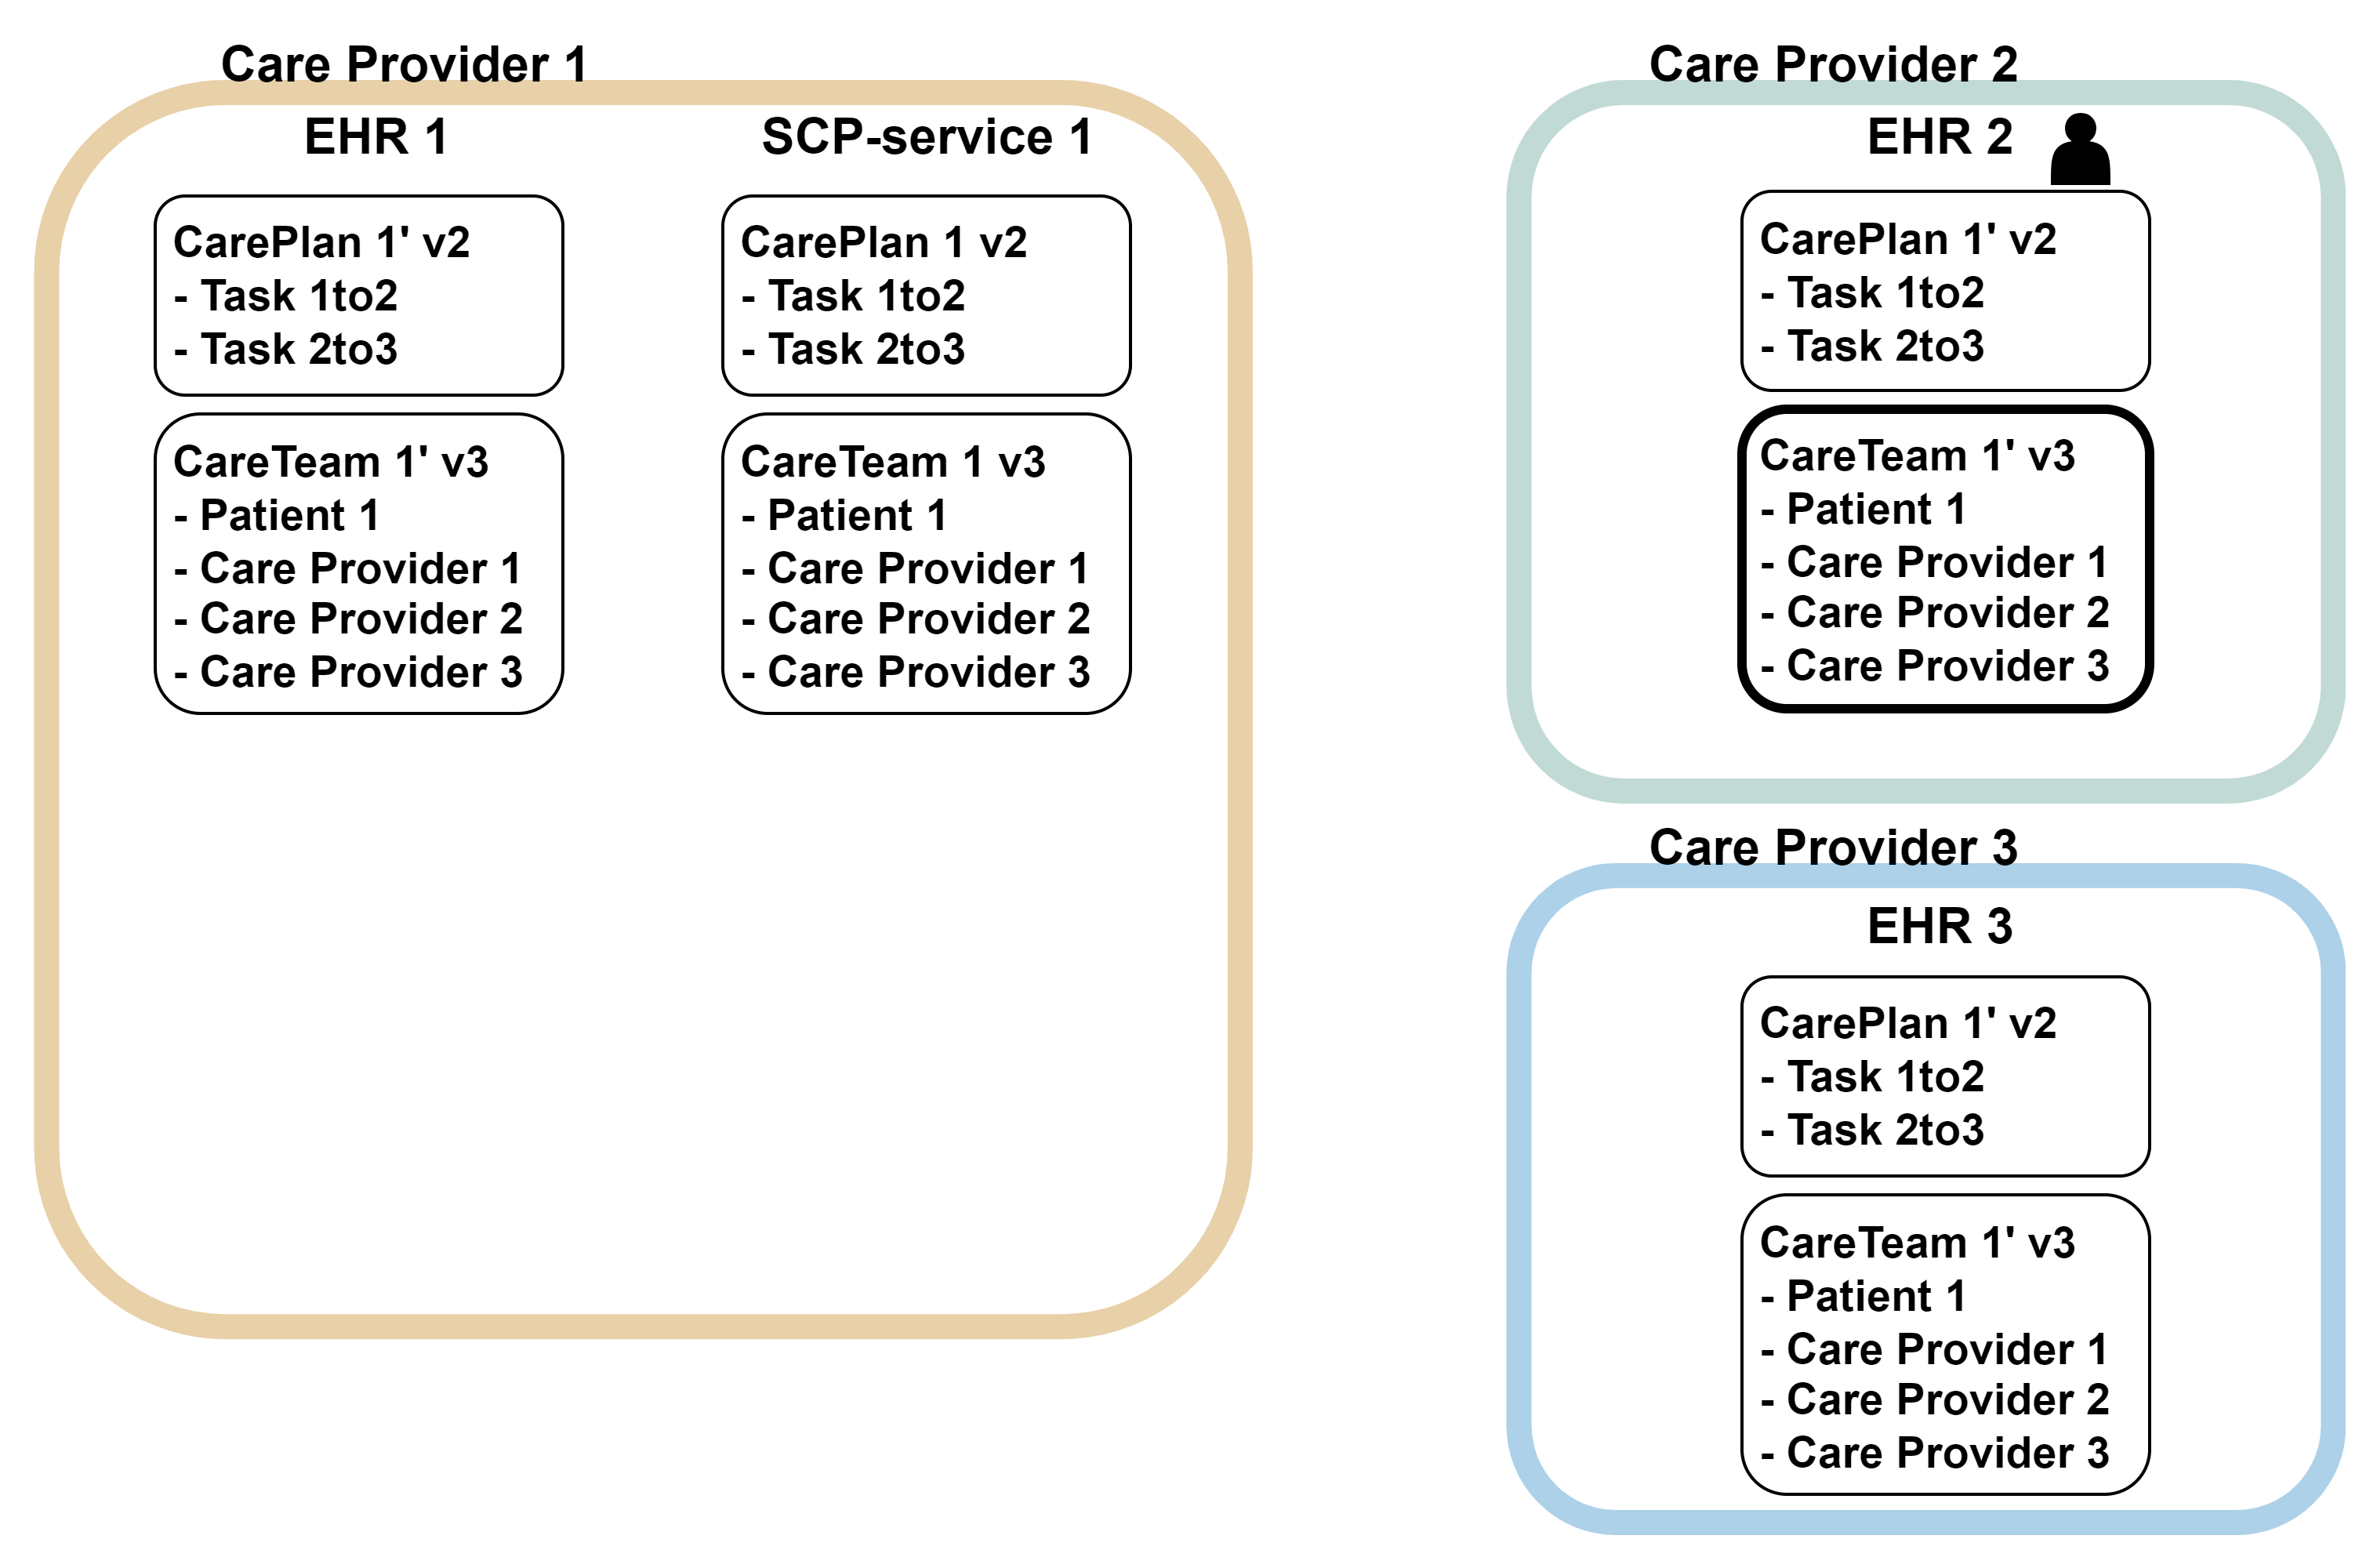 Care Provider 1
EHR 1
CarePlan 1' v2
- Task 1to2
- Task 2to3
CareTeam 1' v3
- Patient 1
- Care Provider 1
- Care Provider 2
- Care Provider 3
SCP-service 1
CarePlan 1 v2
- Task 1to2
- Task 2to3
CareTeam 1 v3
- Patient 1
- Care Provider 1
- Care Provider 2
- Care Provider 3
Care Provider 2
EHR 2
CarePlan 1' v2
- Task 1to2
- Task 2to3
CareTeam 1' v3
- Patient 1
- Care Provider 1
- Care Provider 2
- Care Provider 3
Care Provider 3
EHR 3
CarePlan 1' v2
- Task 1to2
- Task 2to3
CareTeam 1' v3
- Patient 1
- Care Provider 1
- Care Provider 2
- Care Provider 3